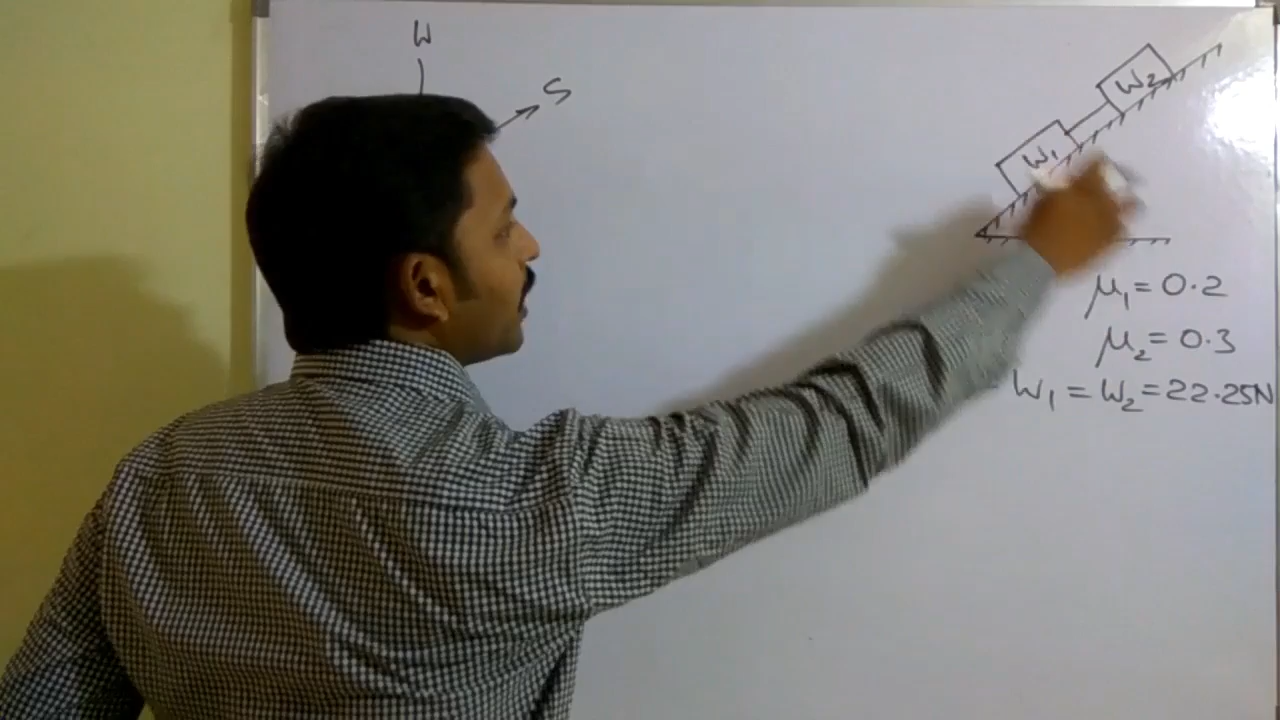 W
S
W₂
W₁
μ₁ = 0.2
μ₂ = 0.3
W₁ = W₂ = 22.25N